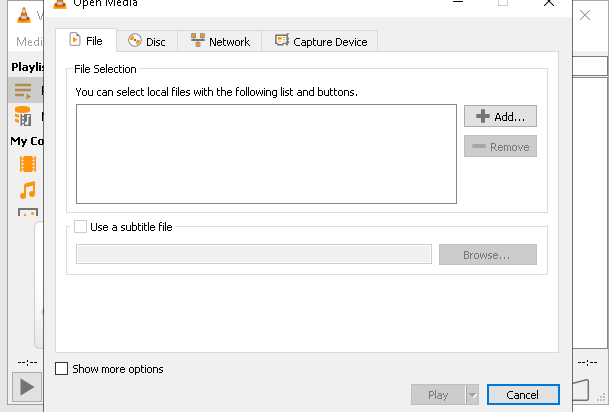 Open Media
Medi
File
Disc
Network
Capture Device
Playlis
File Selection
You can select local files with the following list and buttons.
Add...
Remove
My Co
Use a subtitle file
Browse...
--:--
--:--
Show more options
Play
Cancel